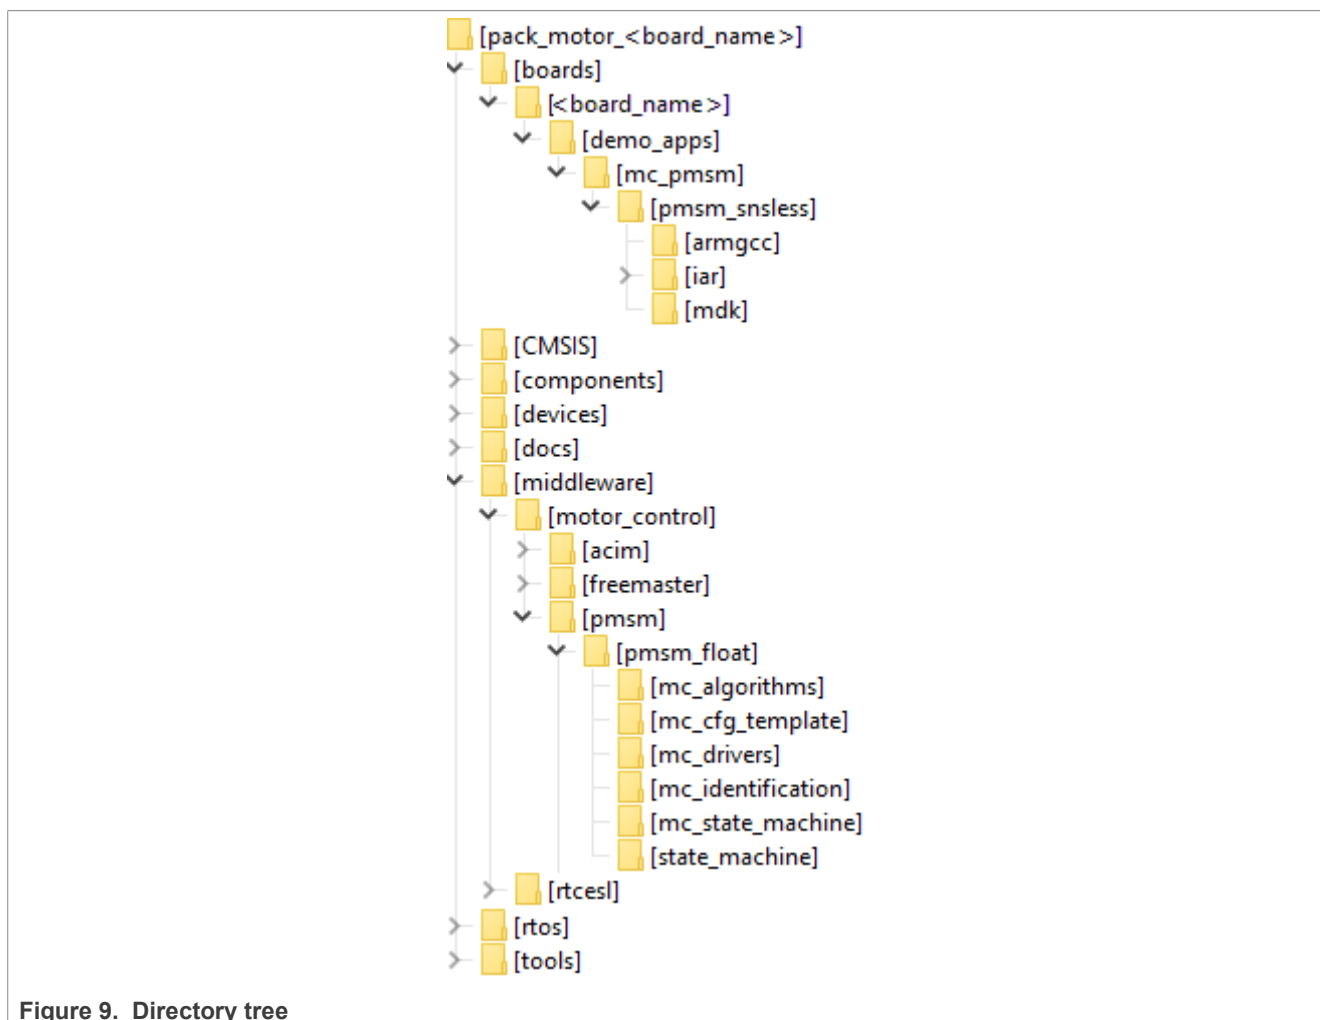 [pack_motor_<board_name>]
[boards]
[<board_name>]
[demo_apps]
[mc_pmsm]
[pmsm_snsless]
[armgcc]
[iar]
[mdk]
[CMSIS]
[components]
[devices]
[docs]
[middleware]
[motor_control]
[acim]
[freemaster]
[pmsm]
[pmsm_float]
[mc_algorithms]
[mc_cfg_template]
[mc_drivers]
[mc_identification]
[mc_state_machine]
[state_machine]
[rtcesl]
[rtos]
[tools]
Figure 9. Directory tree